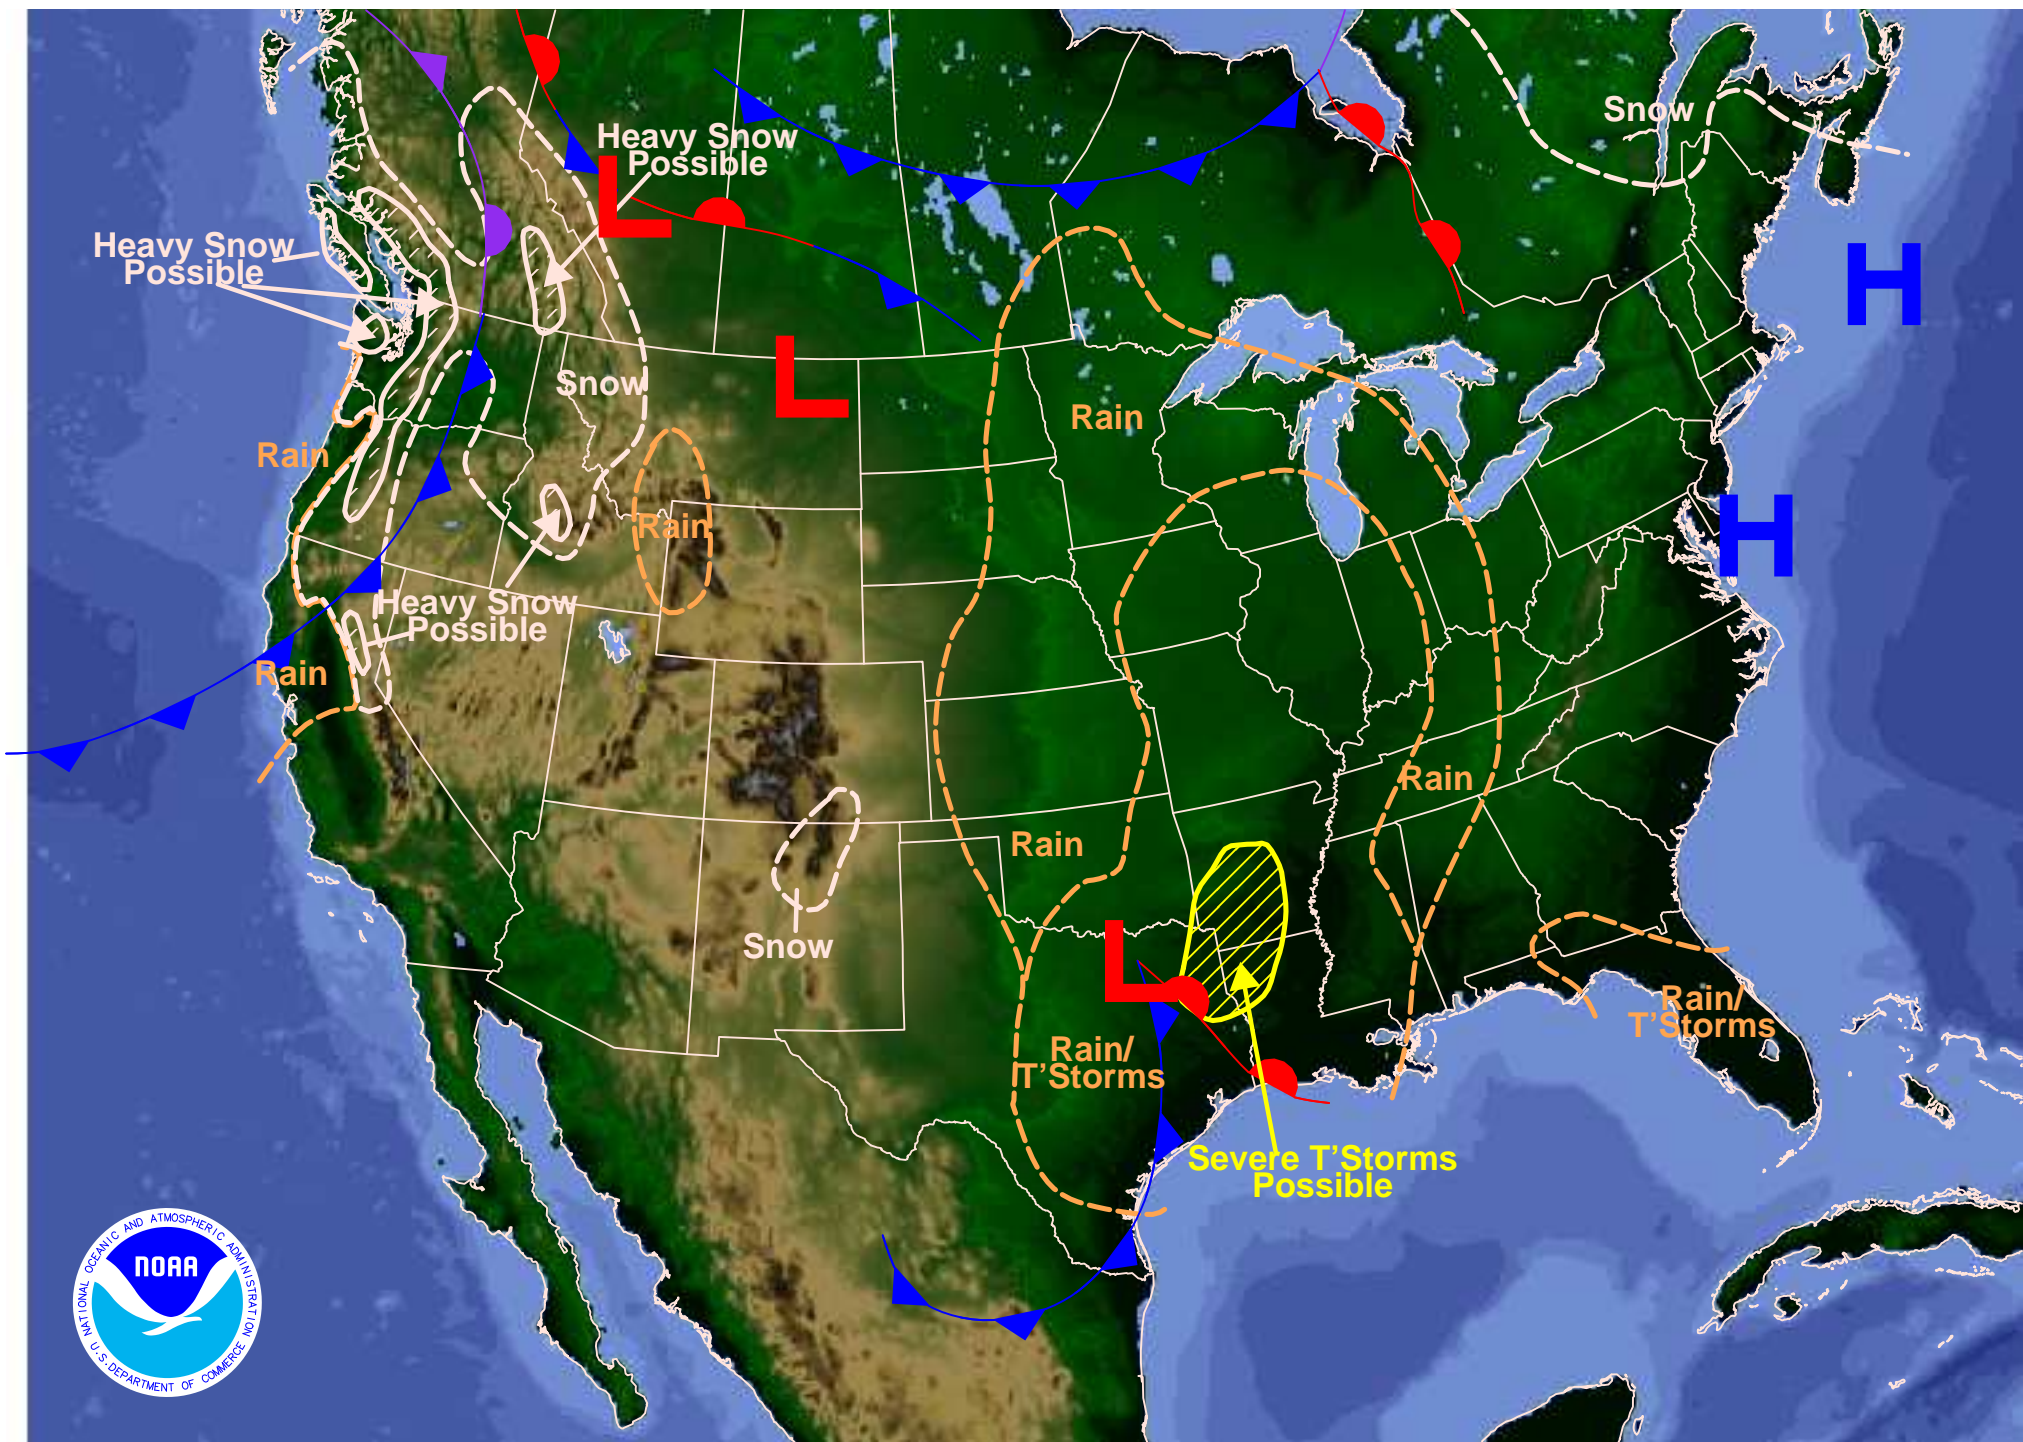 Snow
Heavy Snow
Possible
L
Heavy Snow
Possible
H
L
Snow
Rain
Rain
H
Rain
Heavy Snow
Possible
Rain
Rain
Rain
Snow
L
Rain/
T'Storms
Rain/
T'Storms
Severe T'Storms
Possible
NATIONAL OCEANIC AND ATMOSPHERIC ADMINISTRATION
NOAA
U.S. DEPARTMENT OF COMMERCE